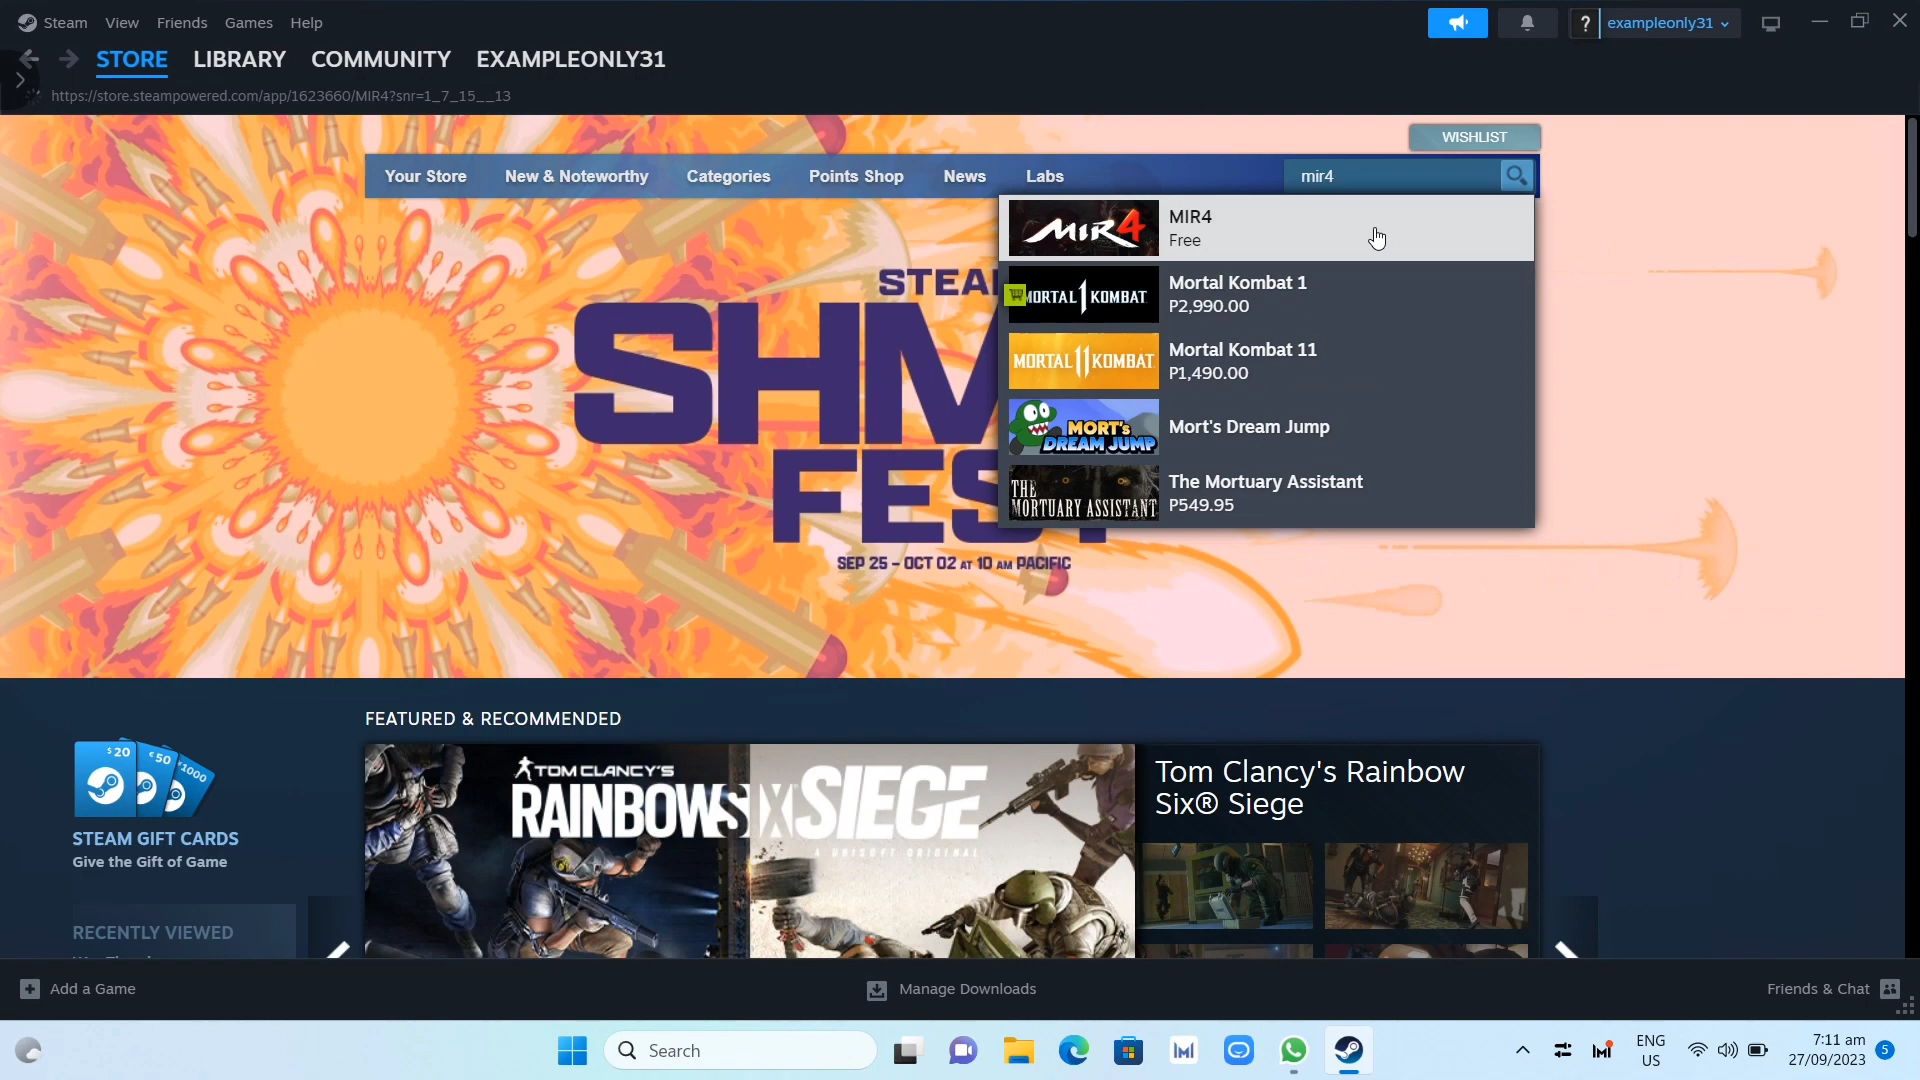 Steam View Friends Games Help
? exampleonly31
STORE LIBRARY COMMUNITY EXAMPLEONLY31
https://store.steampowered.com/app/1623660/MIR4?snr=1_7_15__13
WISHLIST
Your Store New & Noteworthy Categories Points Shop News Labs mir4
MIR4
MIR4
Free
MORTAL 1 KOMBAT
Mortal Kombat 1
P2,990.00
MORTAL 11 KOMBAT
Mortal Kombat 11
P1,490.00
MORT's DREAM JUMP
Mort's Dream Jump
THE MORTUARY ASSISTANT
The Mortuary Assistant
P549.95
SEP 25 - OCT 02 AT 10 AM PACIFIC
FEATURED & RECOMMENDED
$20 €50 1000
STEAM GIFT CARDS
Give the Gift of Game
RECENTLY VIEWED
TOM CLANCY'S
RAINBOW SIX SIEGE
A UBISOFT ORIGINAL
Tom Clancy's Rainbow
Six® Siege
Add a Game
Manage Downloads
Friends & Chat
Search
ENG
US
7:11 am
27/09/2023
5